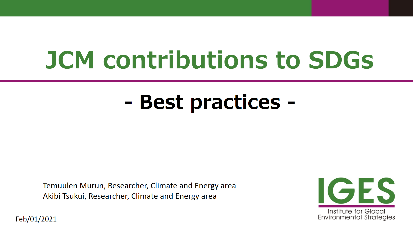 JCM contributions to SDGs
- Best practices -
Temuulen Murun, Researcher, Climate and Energy area
Akibi Tsukui, Researcher, Climate and Energy area
IGES
Institute for Global
Environmental Strategies
Feb/01/2021